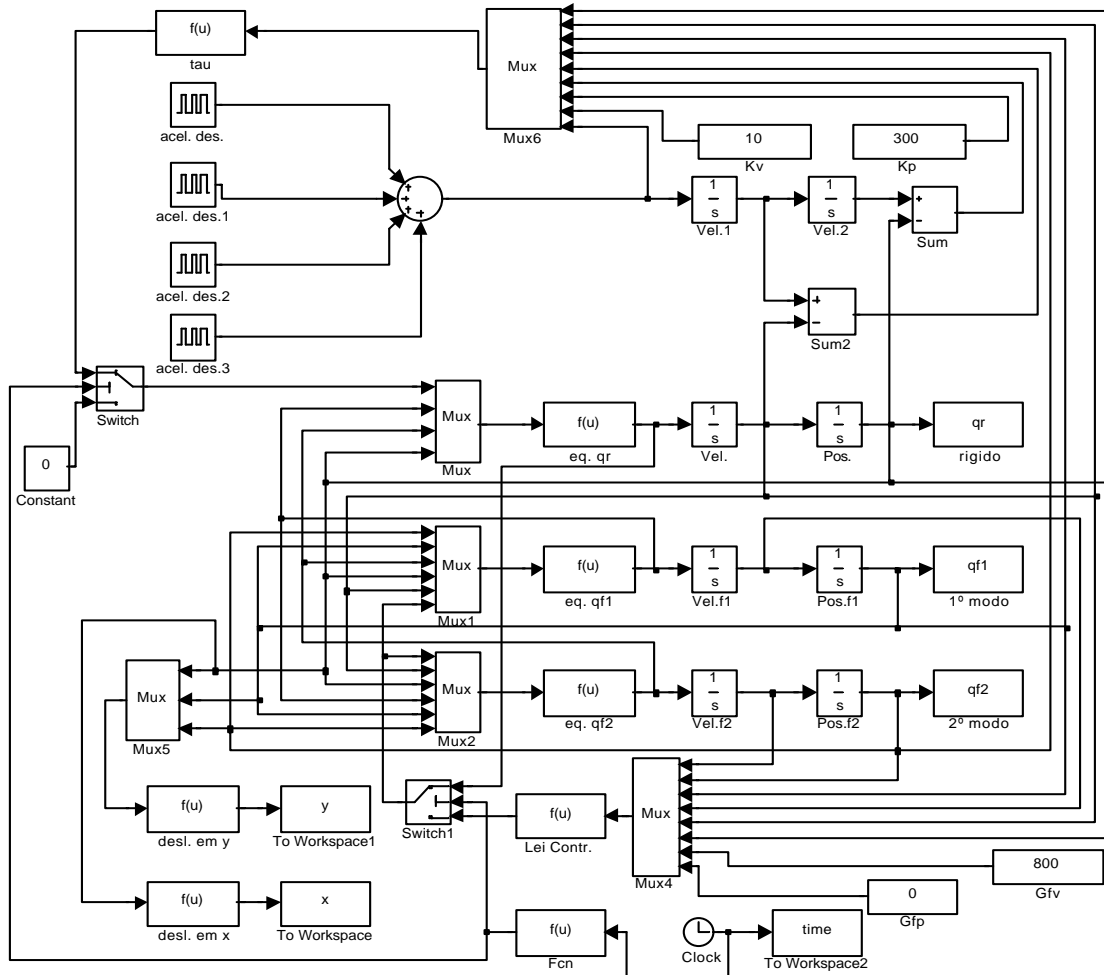 f(u)
tau
Mux
Mux6
acel. des.
10
Kv
300
Kp
acel. des.1
+
+
+
+
1
s
Vel.1
1
s
Vel.2
+
−
Sum
acel. des.2
+
−
Sum2
acel. des.3
Switch
Mux
Mux
f(u)
eq. qr
1
s
Vel.
1
s
Pos.
qr
rigido
0
Constant
Mux
Mux1
f(u)
eq. qf1
1
s
Vel.f1
1
s
Pos.f1
qf1
1º modo
Mux
Mux5
Mux
Mux2
f(u)
eq. qf2
1
s
Vel.f2
1
s
Pos.f2
qf2
2º modo
f(u)
desl. em y
y
To Workspace1
Switch1
f(u)
Lei Contr.
Mux
Mux4
800
Gfv
f(u)
desl. em x
x
To Workspace
0
Gfp
f(u)
Fcn
Clock
time
To Workspace2